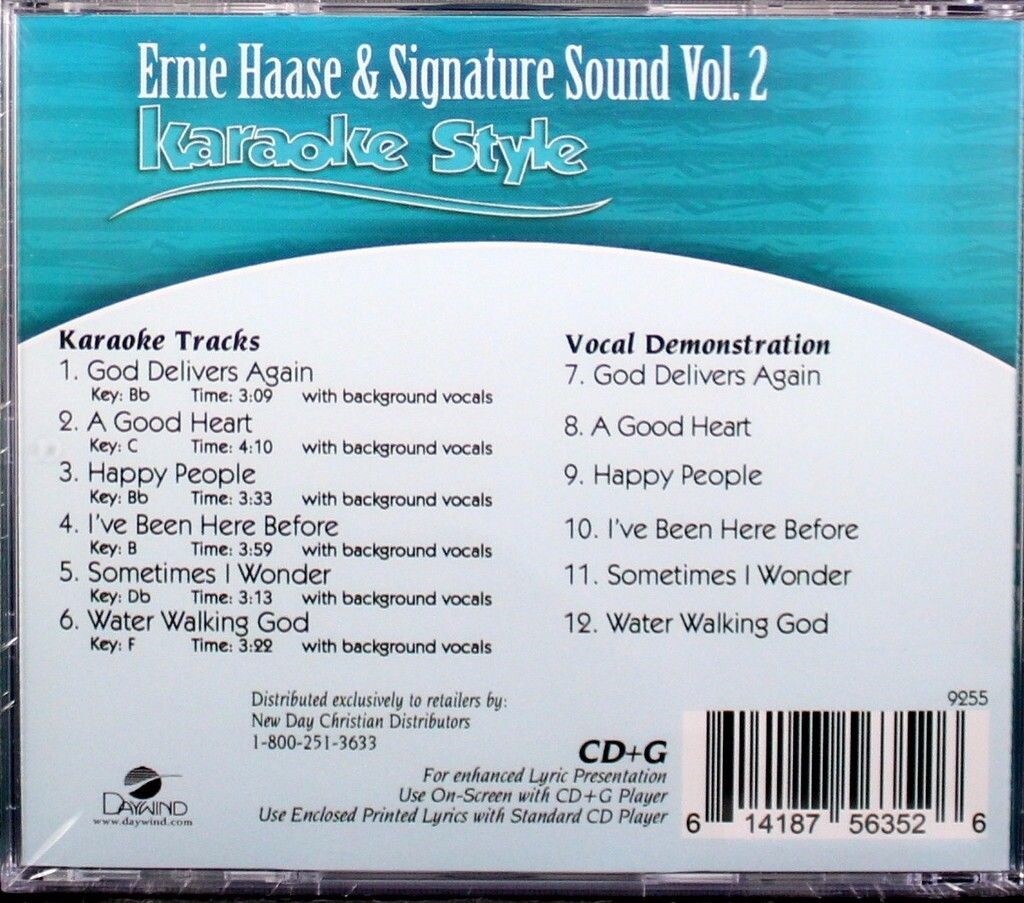 Ernie Haase & Signature Sound Vol. 2
Karaoke Style
Karaoke Tracks
1. God Delivers Again
Key: Bb Time: 3:09 with background vocals
2. A Good Heart
Key: C Time: 4:10 with background vocals
3. Happy People
Key: Bb Time: 3:33 with background vocals
4. I've Been Here Before
Key: B Time: 3:59 with background vocals
5. Sometimes I Wonder
Key: Db Time: 3:13 with background vocals
6. Water Walking God
Key: F Time: 3:22 with background vocals
Vocal Demonstration
7. God Delivers Again
8. A Good Heart
9. Happy People
10. I've Been Here Before
11. Sometimes I Wonder
12. Water Walking God
Distributed exclusively to retailers by:
New Day Christian Distributors
1-800-251-3633
DAYWIND
www.daywind.com
CD+G
For enhanced Lyric Presentation
Use On-Screen with CD+G Player
Use Enclosed Printed Lyrics with Standard CD Player
9255
6 14187 56352 6